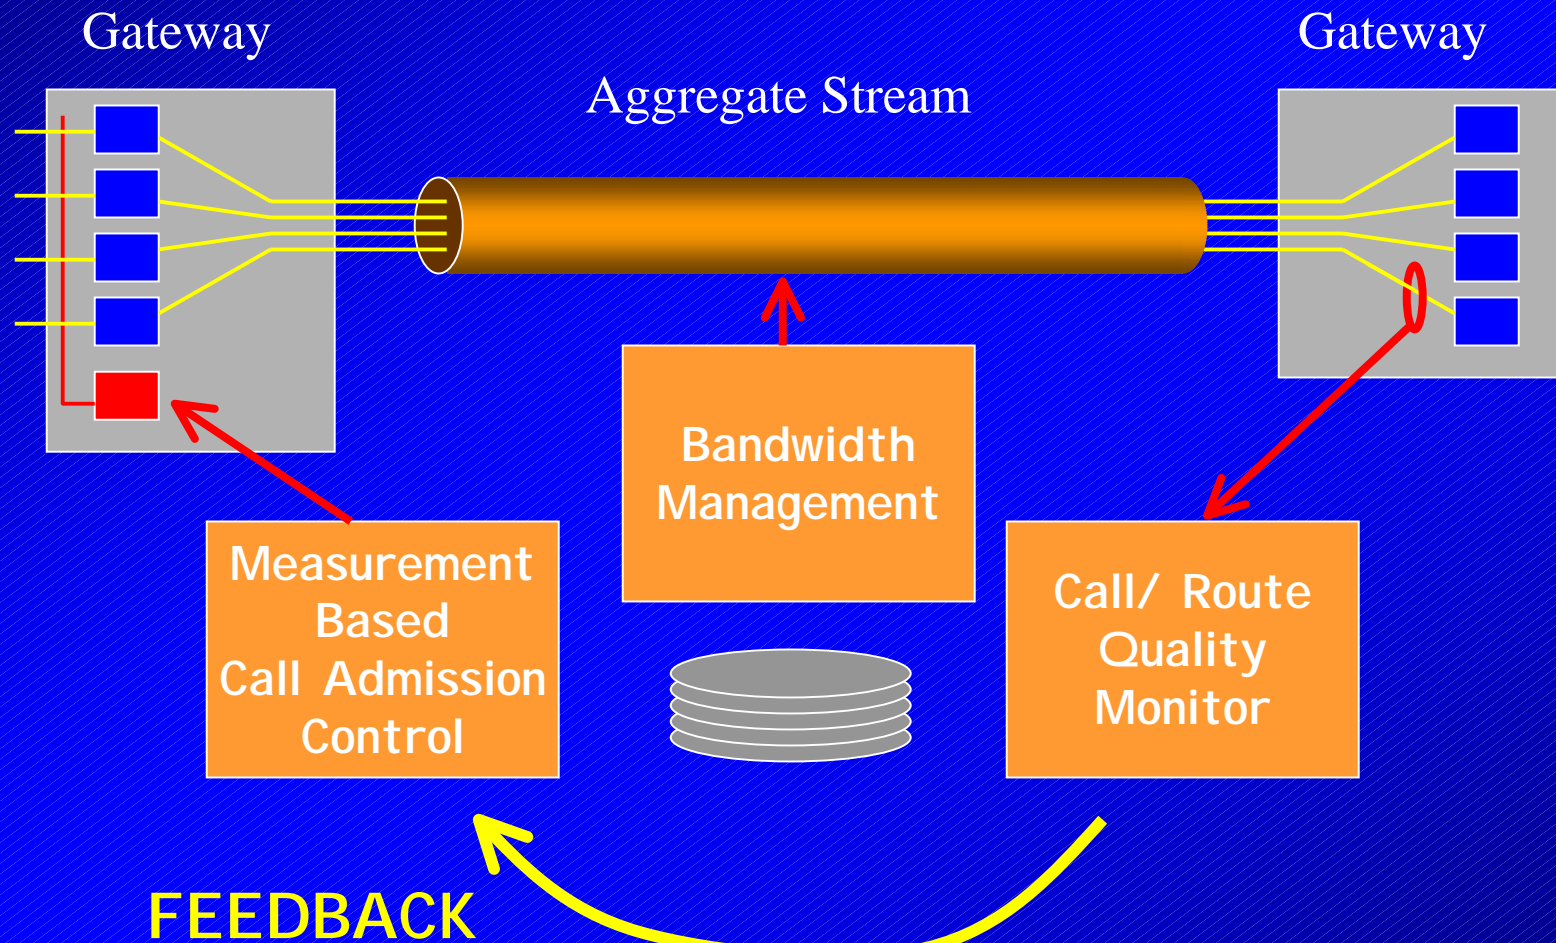 Gateway
Gateway
Aggregate Stream
Bandwidth
Management
Measurement
Based
Call Admission
Control
Call/ Route
Quality
Monitor
FEEDBACK